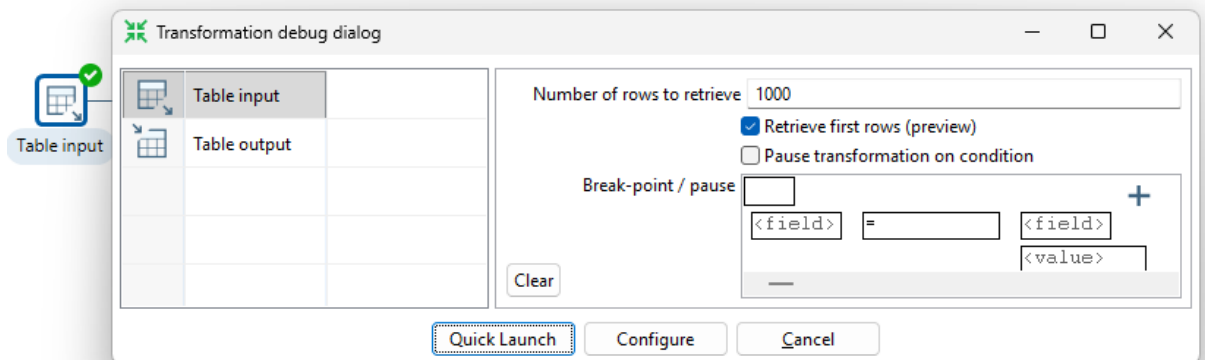 Transformation debug dialog
Table input
Table input
Table output
Number of rows to retrieve 1000
Retrieve first rows (preview)
Pause transformation on condition
Break-point / pause
<field> = <field>
<value>
Clear
Quick Launch Configure Cancel